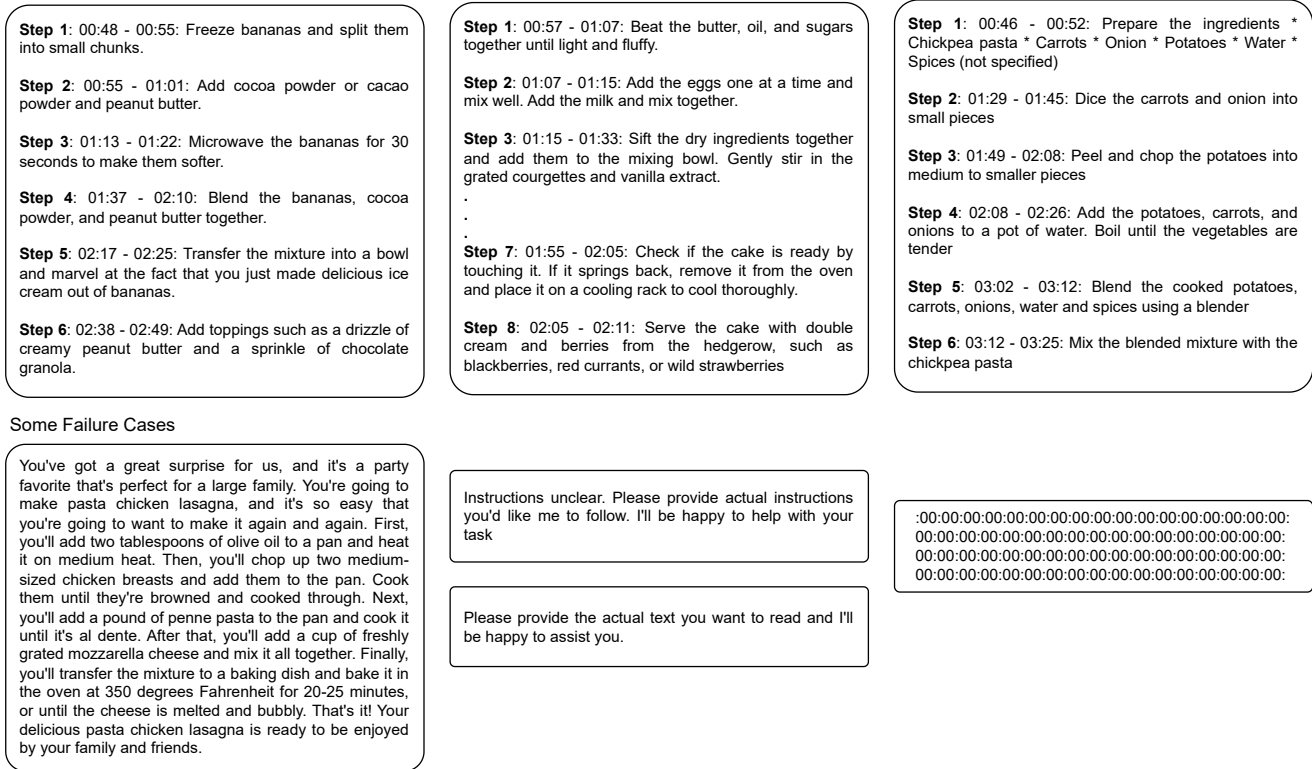 Step 1: 00:48 - 00:55: Freeze bananas and split them
into small chunks.
Step 2: 00:55 - 01:01: Add cocoa powder or cacao
powder and peanut butter.
Step 3: 01:13 - 01:22: Microwave the bananas for 30
seconds to make them softer.
Step 4: 01:37 - 02:10: Blend the bananas, cocoa
powder, and peanut butter together.
Step 5: 02:17 - 02:25: Transfer the mixture into a bowl
and marvel at the fact that you just made delicious ice
cream out of bananas.
Step 6: 02:38 - 02:49: Add toppings such as a drizzle of
creamy peanut butter and a sprinkle of chocolate
granola.
Step 1: 00:57 - 01:07: Beat the butter, oil, and sugars
together until light and fluffy.
Step 2: 01:07 - 01:15: Add the eggs one at a time and
mix well. Add the milk and mix together.
Step 3: 01:15 - 01:33: Sift the dry ingredients together
and add them to the mixing bowl. Gently stir in the
grated courgettes and vanilla extract.
.
.
.
Step 7: 01:55 - 02:05: Check if the cake is ready by
touching it. If it springs back, remove it from the oven
and place it on a cooling rack to cool thoroughly.
Step 8: 02:05 - 02:11: Serve the cake with double
cream and berries from the hedgerow, such as
blackberries, red currants, or wild strawberries
Step 1: 00:46 - 00:52: Prepare the ingredients *
Chickpea pasta * Carrots * Onion * Potatoes * Water *
Spices (not specified)
Step 2: 01:29 - 01:45: Dice the carrots and onion into
small pieces
Step 3: 01:49 - 02:08: Peel and chop the potatoes into
medium to smaller pieces
Step 4: 02:08 - 02:26: Add the potatoes, carrots, and
onions to a pot of water. Boil until the vegetables are
tender
Step 5: 03:02 - 03:12: Blend the cooked potatoes,
carrots, onions, water and spices using a blender
Step 6: 03:12 - 03:25: Mix the blended mixture with the
chickpea pasta
Some Failure Cases
You've got a great surprise for us, and it's a party
favorite that's perfect for a large family. You're going to
make pasta chicken lasagna, and it's so easy that
you're going to want to make it again and again. First,
you'll add two tablespoons of olive oil to a pan and heat
it on medium heat. Then, you'll chop up two medium-
sized chicken breasts and add them to the pan. Cook
them until they're browned and cooked through. Next,
you'll add a pound of penne pasta to the pan and cook it
until it's al dente. After that, you'll add a cup of freshly
grated mozzarella cheese and mix it all together. Finally,
you'll transfer the mixture to a baking dish and bake it in
the oven at 350 degrees Fahrenheit for 20-25 minutes,
or until the cheese is melted and bubbly. That's it! Your
delicious pasta chicken lasagna is ready to be enjoyed
by your family and friends.
Instructions unclear. Please provide actual instructions
you'd like me to follow. I'll be happy to help with your
task
Please provide the actual text you want to read and I'll
be happy to assist you.
:00:00:00:00:00:00:00:00:00:00:00:00:00:00:00:00:00:
00:00:00:00:00:00:00:00:00:00:00:00:00:00:00:00:00:
00:00:00:00:00:00:00:00:00:00:00:00:00:00:00:00:00:
00:00:00:00:00:00:00:00:00:00:00:00:00:00:00:00:00: